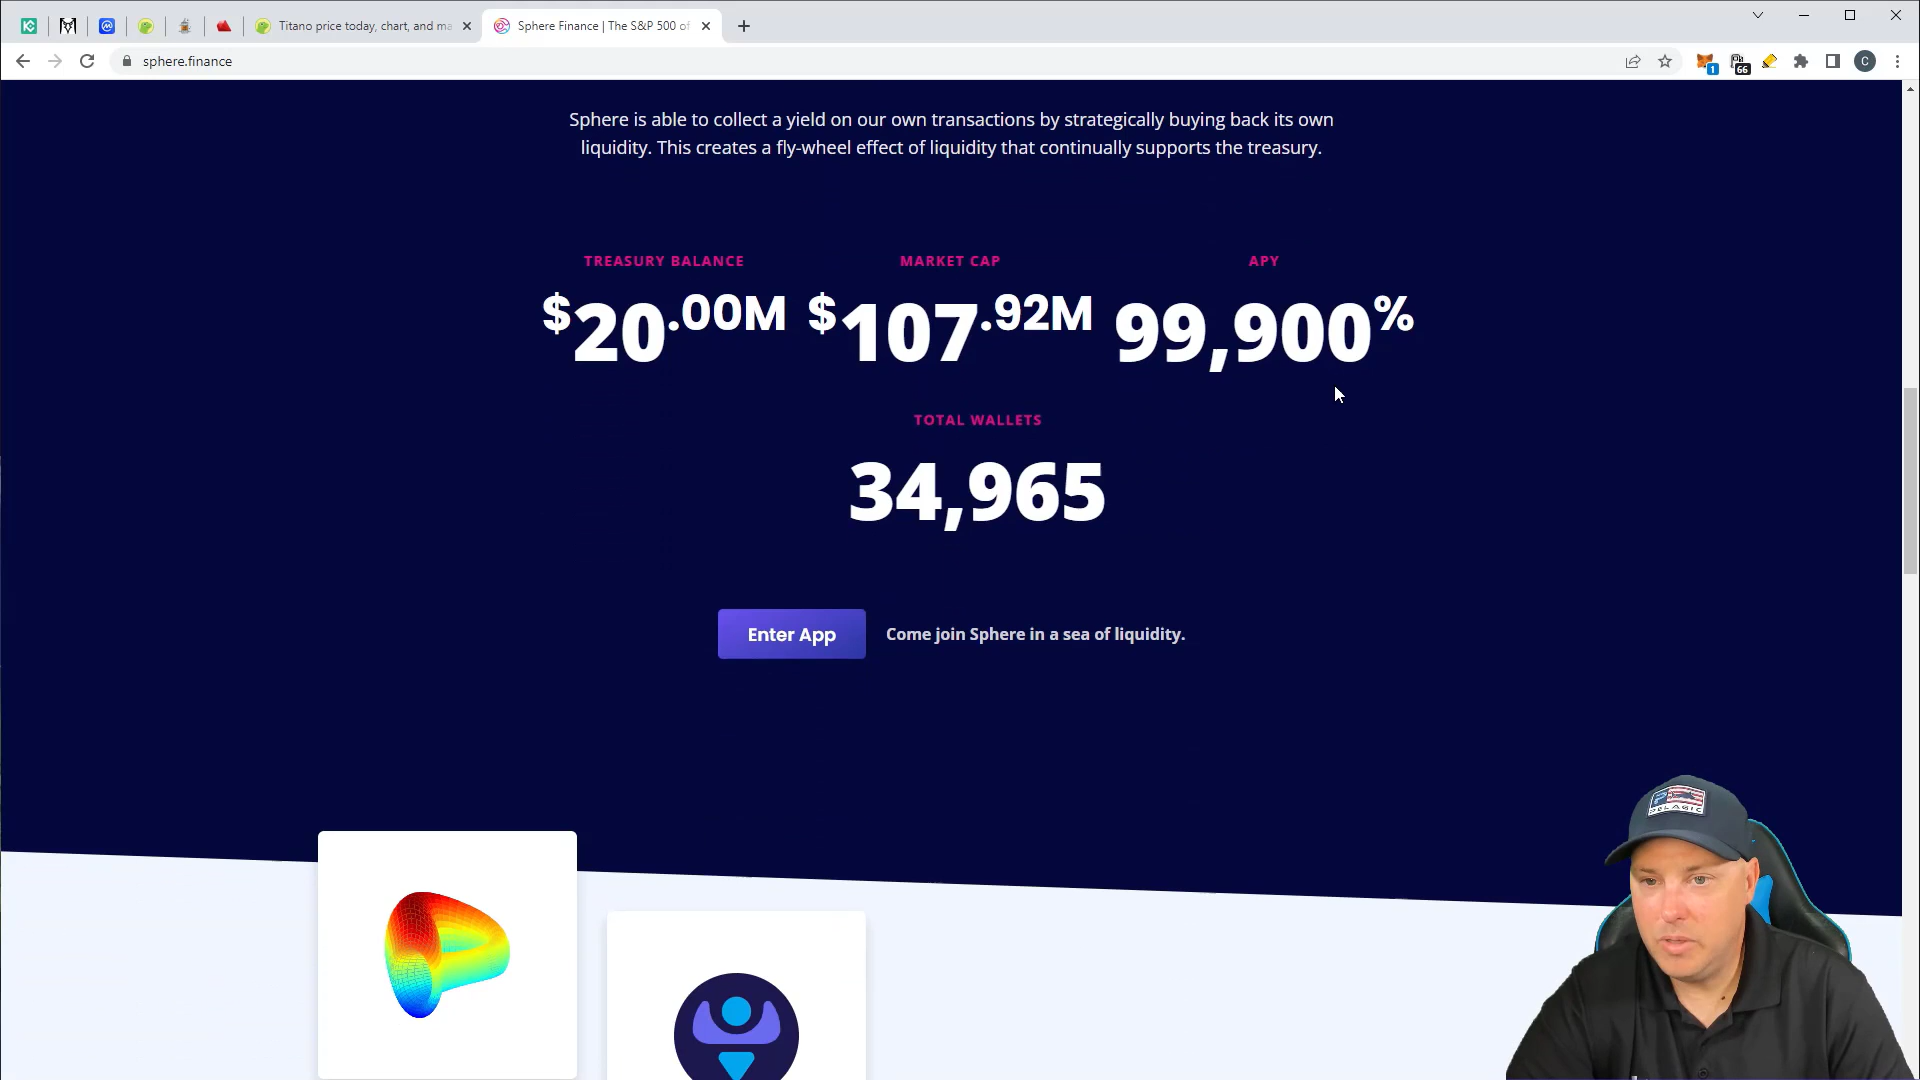 Titano price today, chart, and ma
Sphere Finance | The S&P 500 of
sphere.finance
1
66
C
Sphere is able to collect a yield on our own transactions by strategically buying back its own
liquidity. This creates a fly-wheel effect of liquidity that continually supports the treasury.
TREASURY BALANCE
MARKET CAP
APY
$20.00M
$107.92M
99,900%
TOTAL WALLETS
34,965
Enter App
Come join Sphere in a sea of liquidity.
PELAGIC